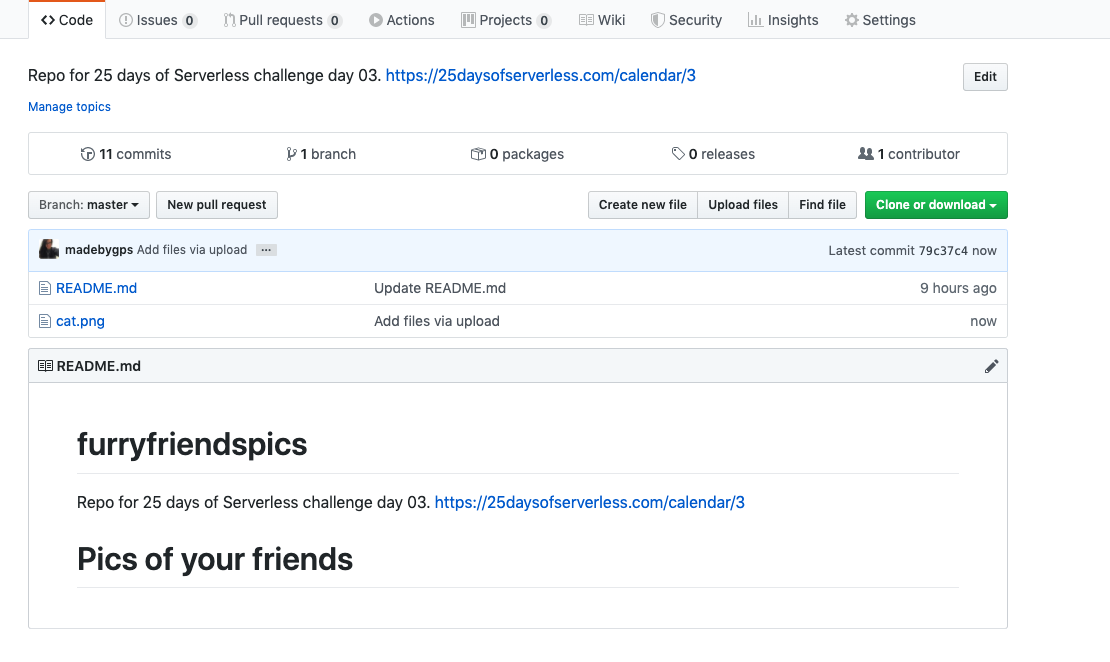 Code Issues 0 Pull requests 0 Actions Projects 0 Wiki Security Insights Settings
Repo for 25 days of Serverless challenge day 03. https://25daysofserverless.com/calendar/3 Edit
Manage topics
11 commits 1 branch 0 packages 0 releases 1 contributor
Branch: master New pull request Create new file Upload files Find file Clone or download
madebygps Add files via upload ... Latest commit 79c37c4 now
README.md Update README.md 9 hours ago
cat.png Add files via upload now
README.md
furryfriendspics
Repo for 25 days of Serverless challenge day 03. https://25daysofserverless.com/calendar/3
Pics of your friends